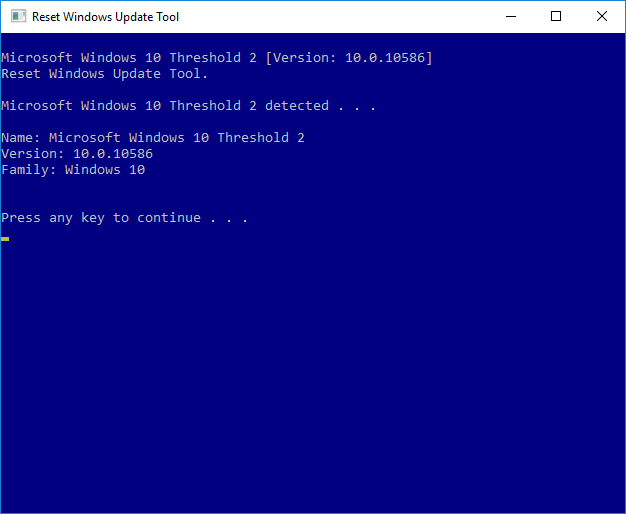 Reset Windows Update Tool
Microsoft Windows 10 Threshold 2 [Version: 10.0.10586]
Reset Windows Update Tool.
Microsoft Windows 10 Threshold 2 detected . . .
Name: Microsoft Windows 10 Threshold 2
Version: 10.0.10586
Family: Windows 10
Press any key to continue . . .